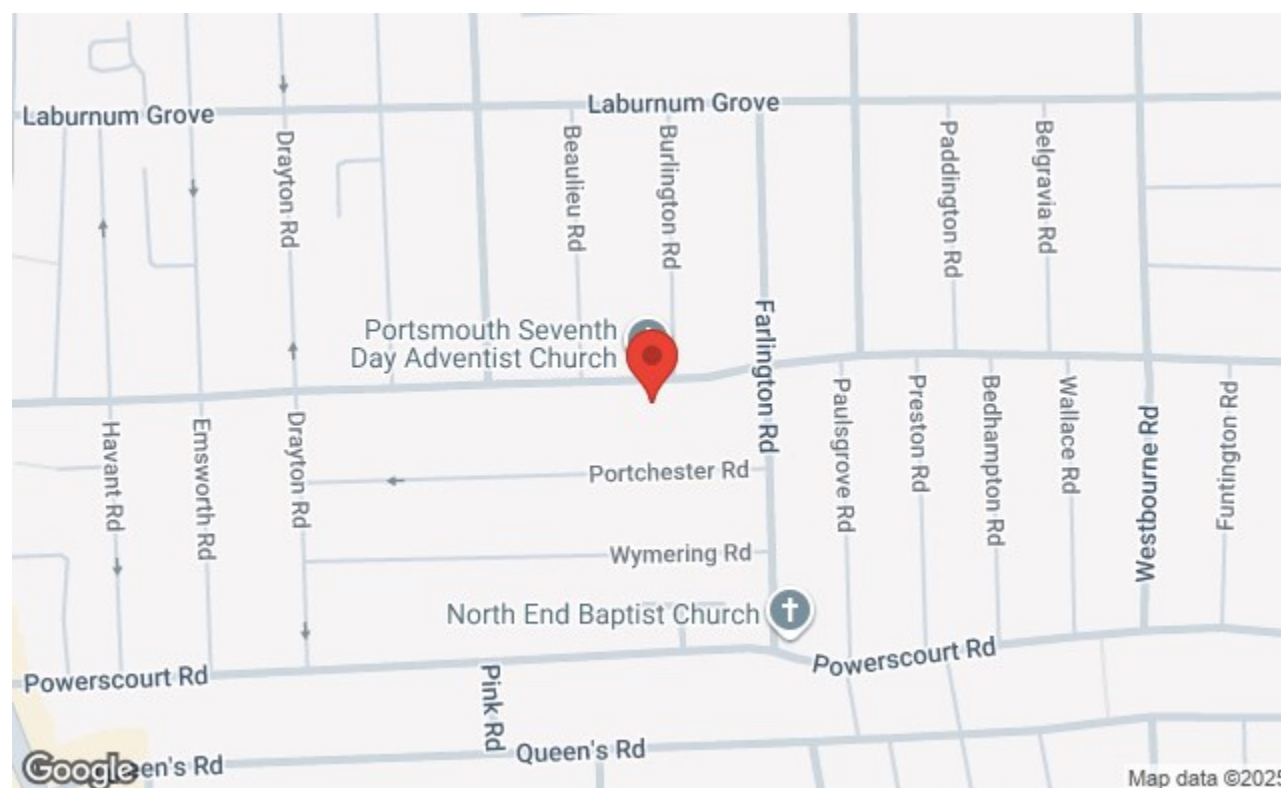 Laburnum Grove
Laburnum Grove
Drayton Rd
Beaulieu Rd
Burlington Rd
Paddington Rd
Belgravia Rd
Farlington Rd
Portsmouth Seventh
Day Adventist Church
Havant Rd
Emsworth Rd
Drayton Rd
Paulsgrove Rd
Preston Rd
Bedhampton Rd
Wallace Rd
Westbourne Rd
Funtington Rd
Portchester Rd
Wymering Rd
North End Baptist Church
Powerscourt Rd
Powerscourt Rd
Pink Rd
Queen's Rd
Google
een's Rd
Map data ©2025